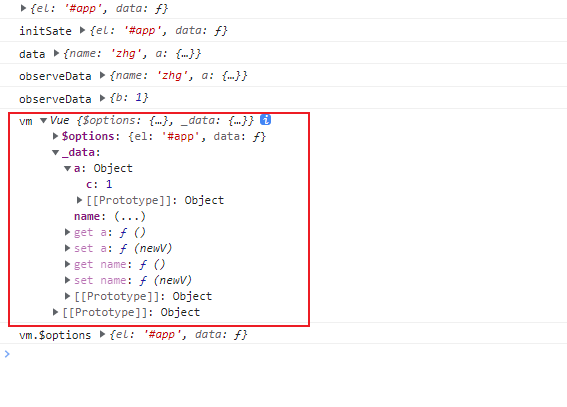 {el: '#app', data: ƒ}
initSate {el: '#app', data: ƒ}
data {name: 'zhg', a: {…}}
observeData {name: 'zhg', a: {…}}
observeData {b: 1}
vm Vue {$options: {…}, _data: {…}} i
$options: {el: '#app', data: ƒ}
_data:
a: Object
c: 1
[[Prototype]]: Object
name: (...)
get a: ƒ ()
set a: ƒ (newV)
get name: ƒ ()
set name: ƒ (newV)
[[Prototype]]: Object
[[Prototype]]: Object
vm.$options {el: '#app', data: ƒ}